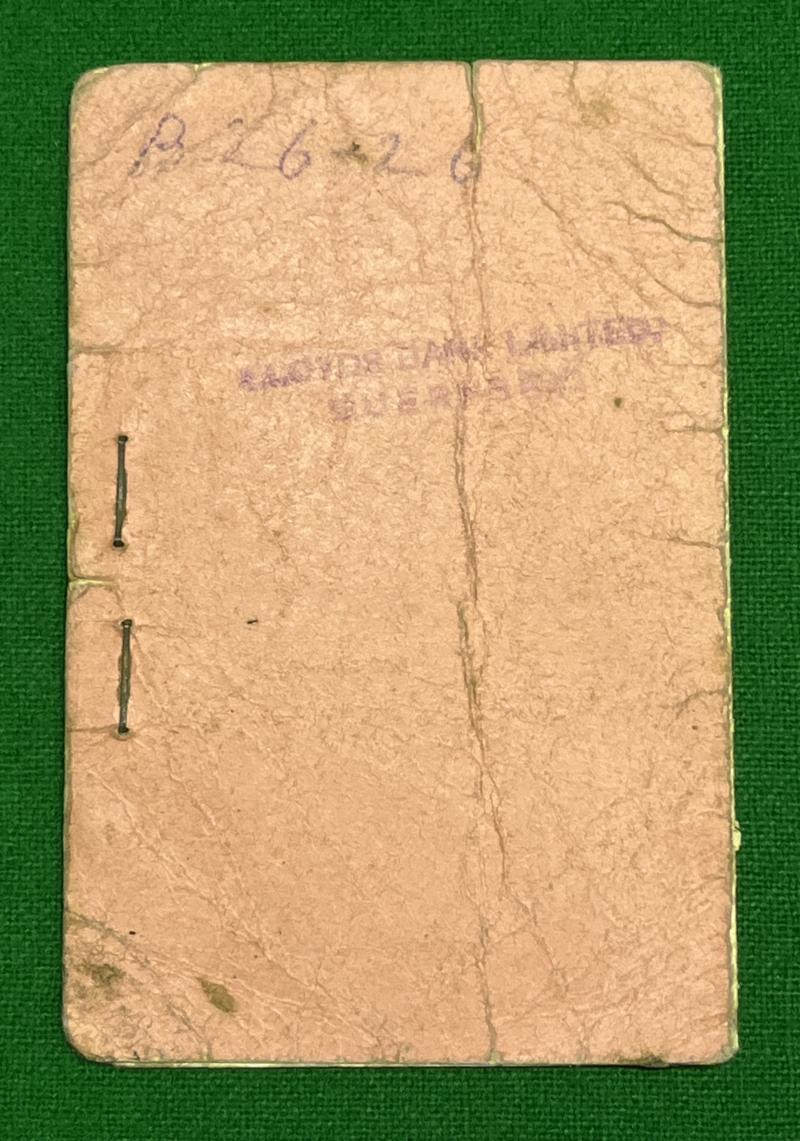 B 26-26
LLOYDS BANK LIMITED.
GUERNSEY.